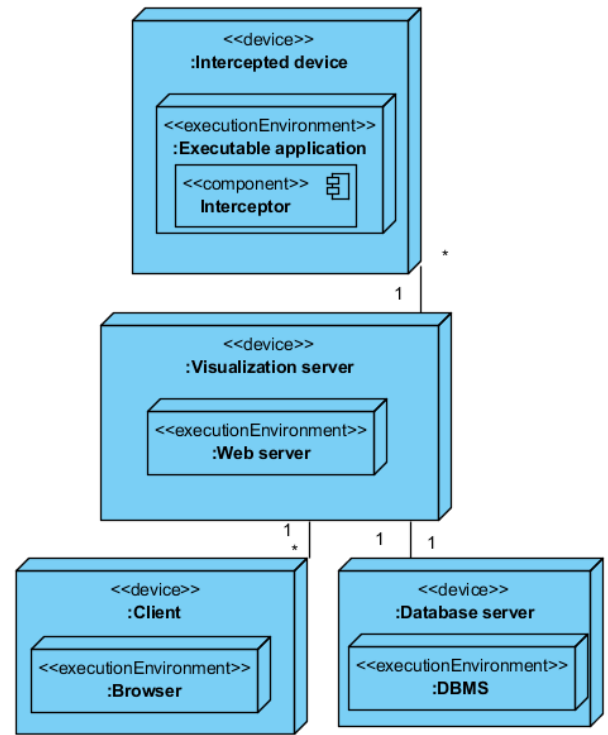 <<device>>
:Intercepted device
<<executionEnvironment>>
:Executable application
<<component>>
Interceptor
*
1
<<device>>
:Visualization server
<<executionEnvironment>>
:Web server
1
*
1
1
<<device>>
:Client
<<executionEnvironment>>
:Browser
<<device>>
:Database server
<<executionEnvironment>>
:DBMS